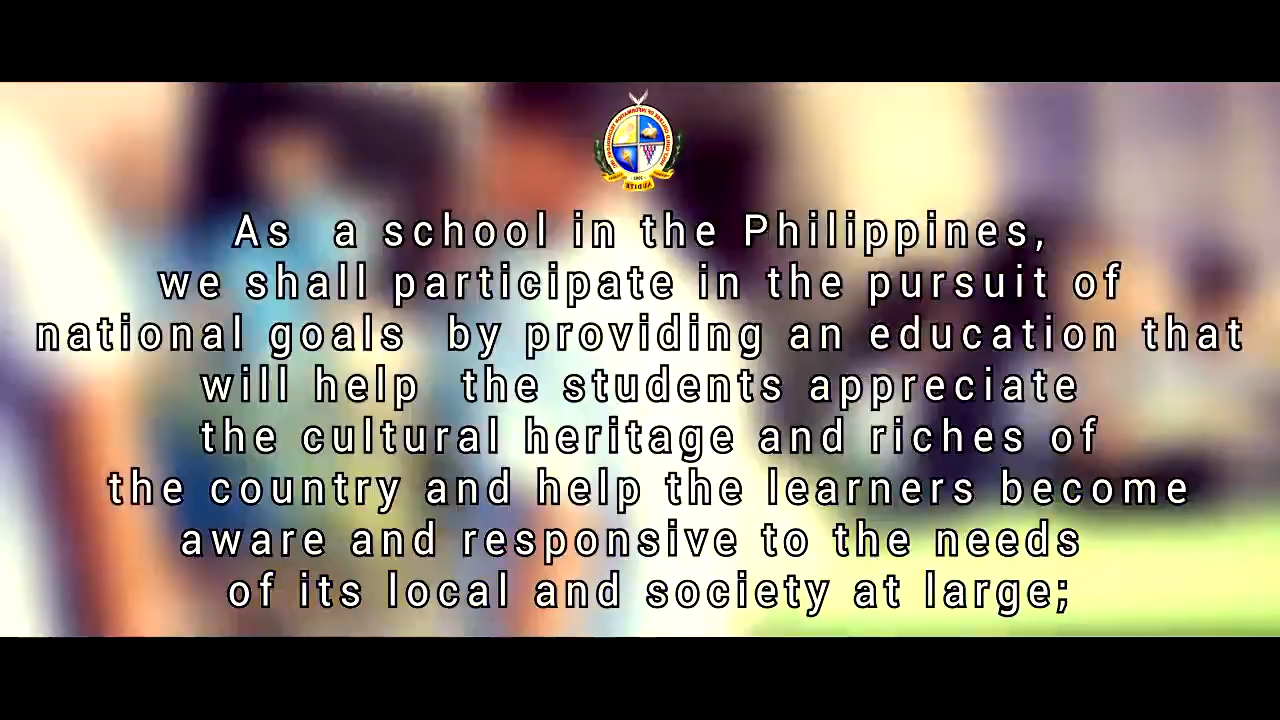 As a school in the Philippines,
we shall participate in the pursuit of
national goals by providing an education that
will help the students appreciate
the cultural heritage and riches of
the country and help the learners become
aware and responsive to the needs
of its local and society at large;